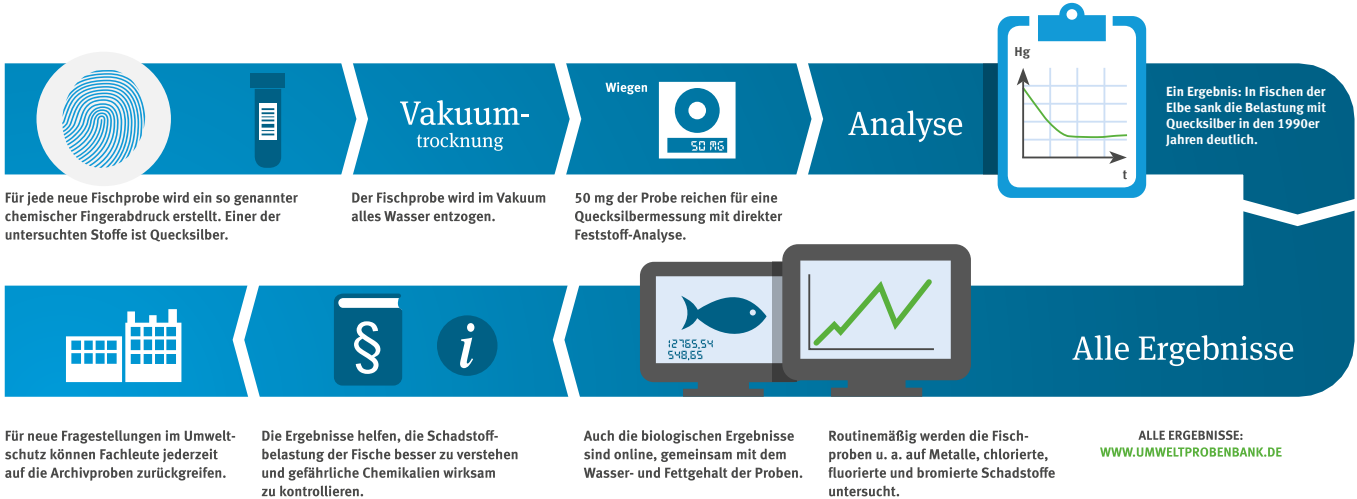 Für jede neue Fischprobe wird ein so genannter
chemischer Fingerabdruck erstellt. Einer der
untersuchten Stoffe ist Quecksilber.
Vakuum-
trocknung
Der Fischprobe wird im Vakuum
alles Wasser entzogen.
Wiegen
50 MG
50 mg der Probe reichen für eine
Quecksilbermessung mit direkter
Feststoff-Analyse.
Analyse
Hg
t
Ein Ergebnis: In Fischen der
Elbe sank die Belastung mit
Quecksilber in den 1990er
Jahren deutlich.
Alle Ergebnisse
ALLE ERGEBNISSE:
WWW.UMWELTPROBENBANK.DE
Routinemäßig werden die Fisch-
proben u. a. auf Metalle, chlorierte,
fluorierte und bromierte Schadstoffe
untersucht.
12765,54
548,65
Auch die biologischen Ergebnisse
sind online, gemeinsam mit dem
Wasser- und Fettgehalt der Proben.
§
i
Die Ergebnisse helfen, die Schadstoff-
belastung der Fische besser zu verstehen
und gefährliche Chemikalien wirksam
zu kontrollieren.
Für neue Fragestellungen im Umwelt-
schutz können Fachleute jederzeit
auf die Archivproben zurückgreifen.